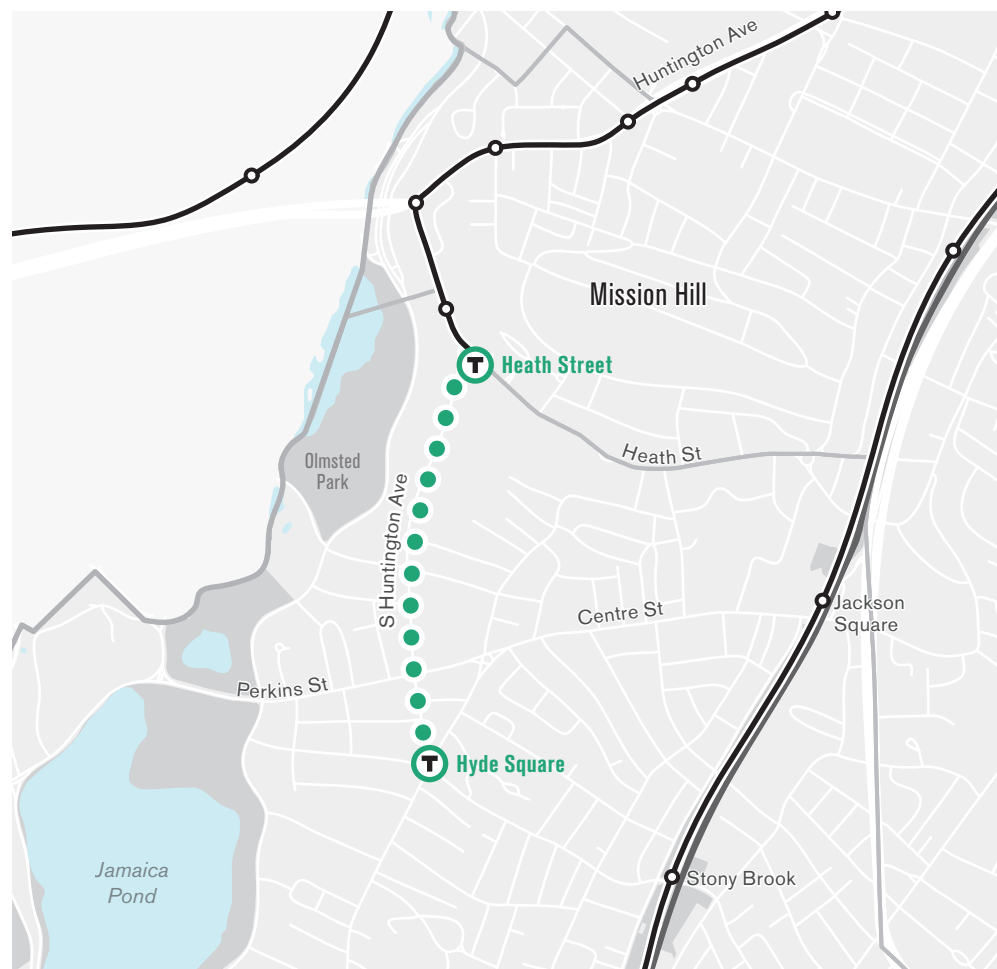 Huntington Ave
Mission Hill
T
Heath Street
Heath St
Olmsted
Park
S Huntington Ave
Centre St
Jackson
Square
Perkins St
T
Hyde Square
Jamaica
Pond
Stony Brook